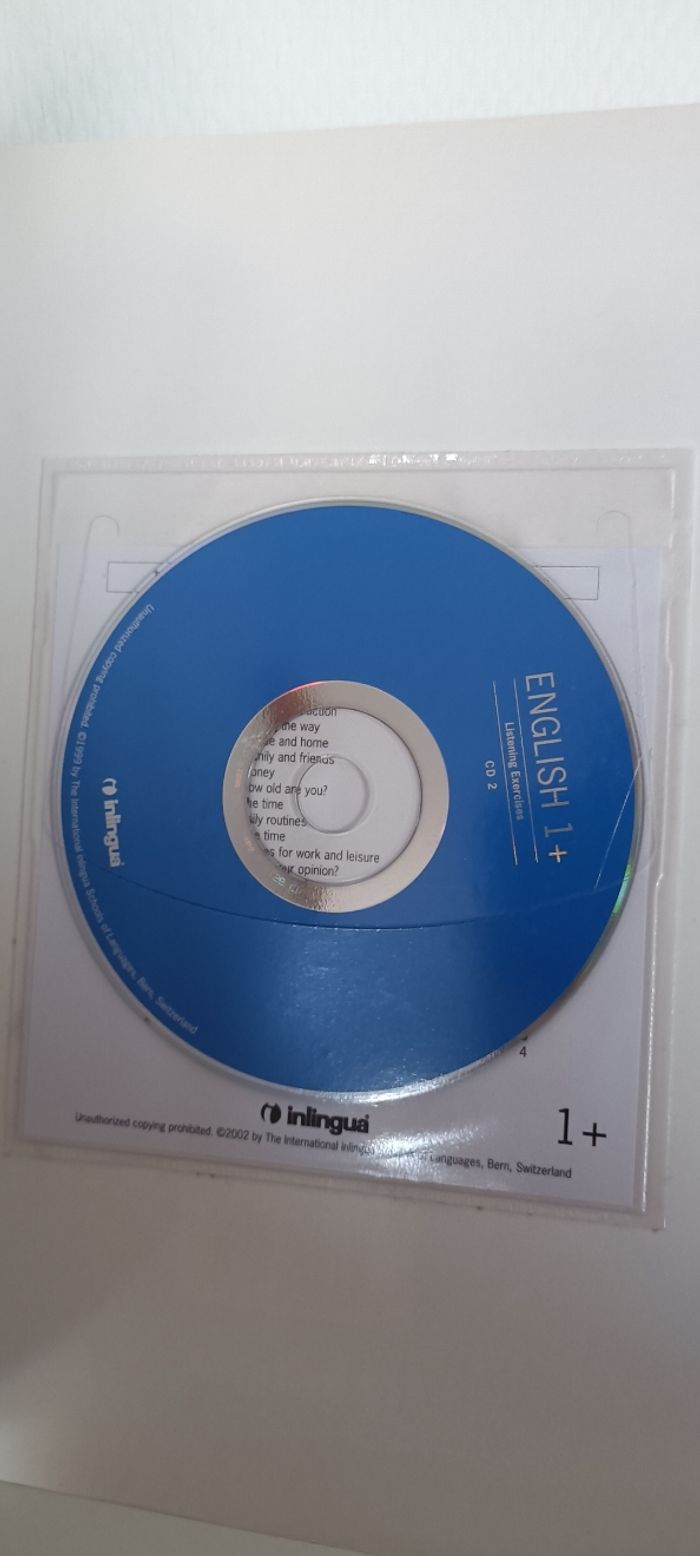 ENGLISH 1+
Listening Exercises
CD 2
inlingua
Unauthorized copying prohibited. ©1999 by The International inlingua Schools of Languages, Bern, Switzerland
the way
and home
and friends
old are you?
time
routines
time
for work and leisure
opinion?
4
inlingua
1+
Unauthorized copying prohibited. ©2002 by The International inlingua of Languages, Bern, Switzerland